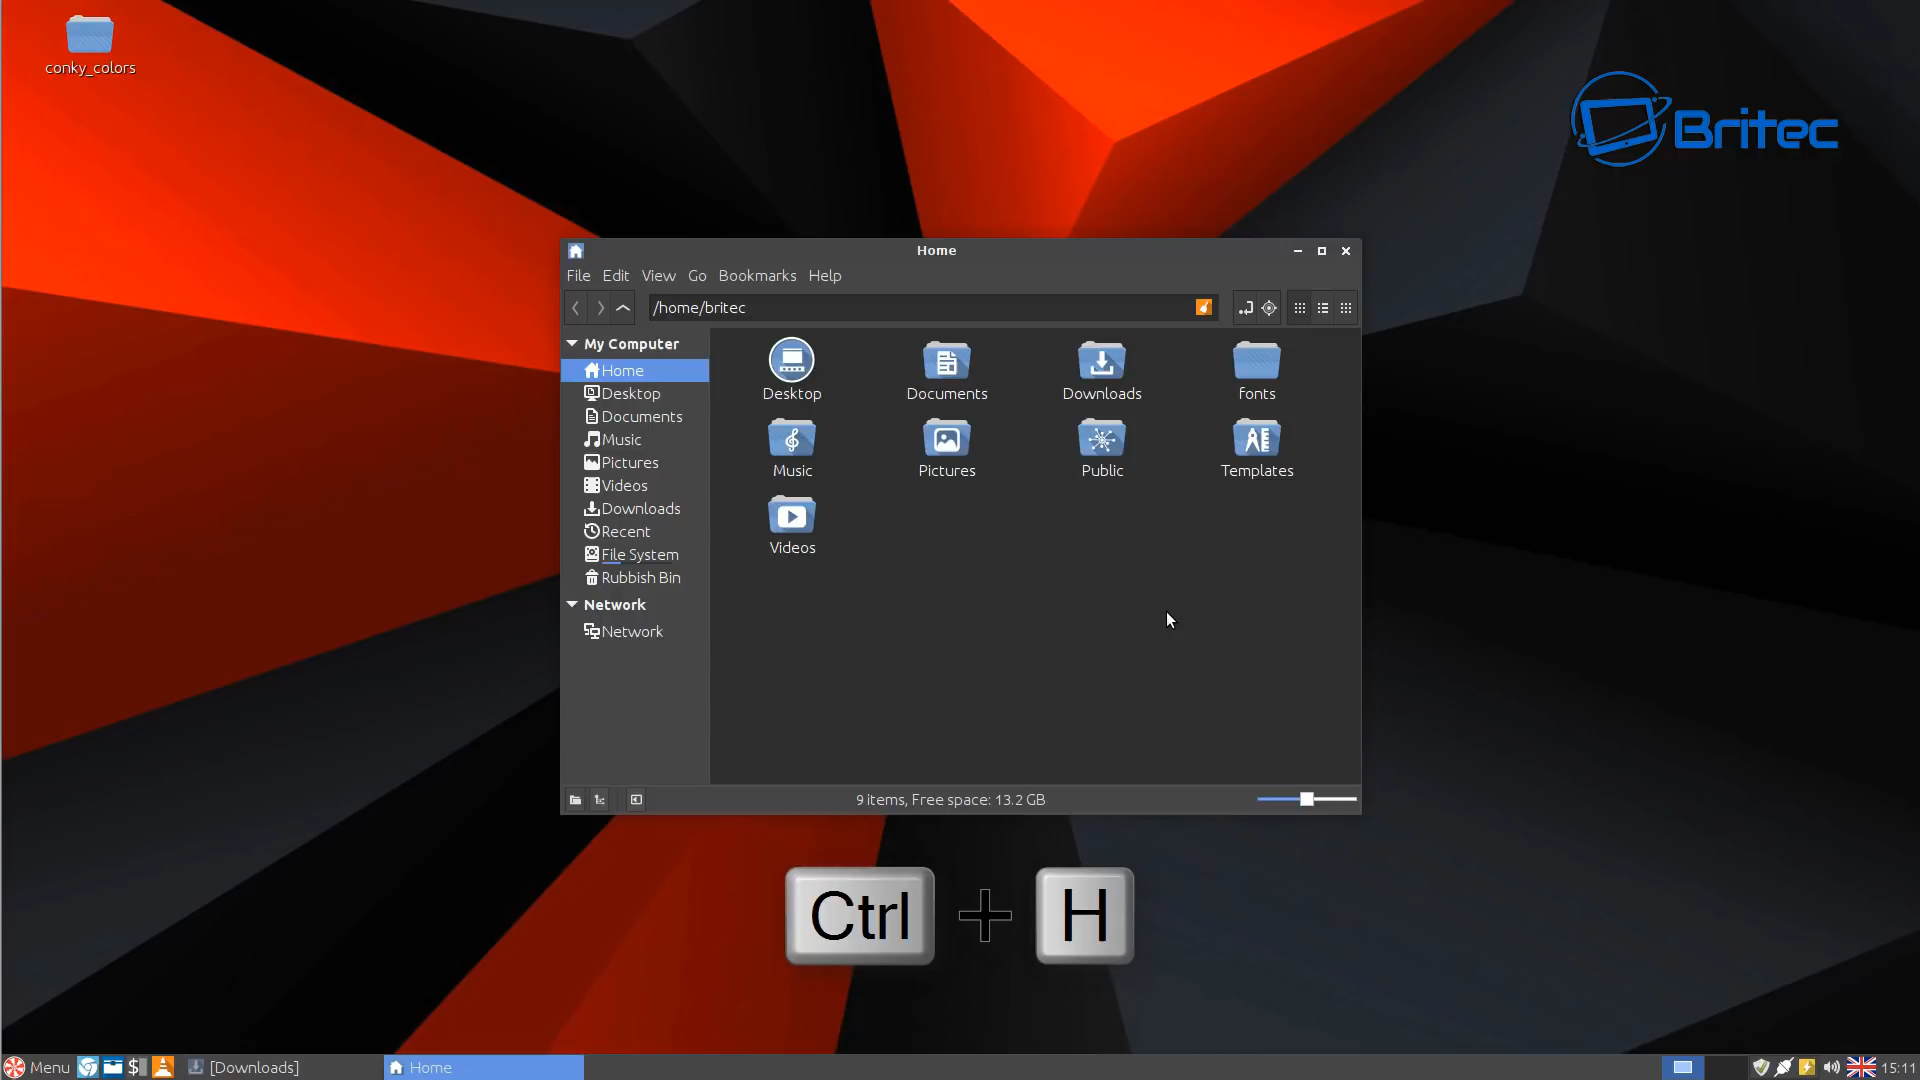 conky_colors
Britec
Home
File Edit View Go Bookmarks Help
/home/britec
My Computer
Home
Desktop
Documents
Music
Pictures
Videos
Downloads
Recent
File System
Rubbish Bin
Network
Network
Desktop
Documents
Downloads
fonts
Music
Pictures
Public
Templates
Videos
9 items, Free space: 13.2 GB
Ctrl + H
Menu
[Downloads]
Home
15:11